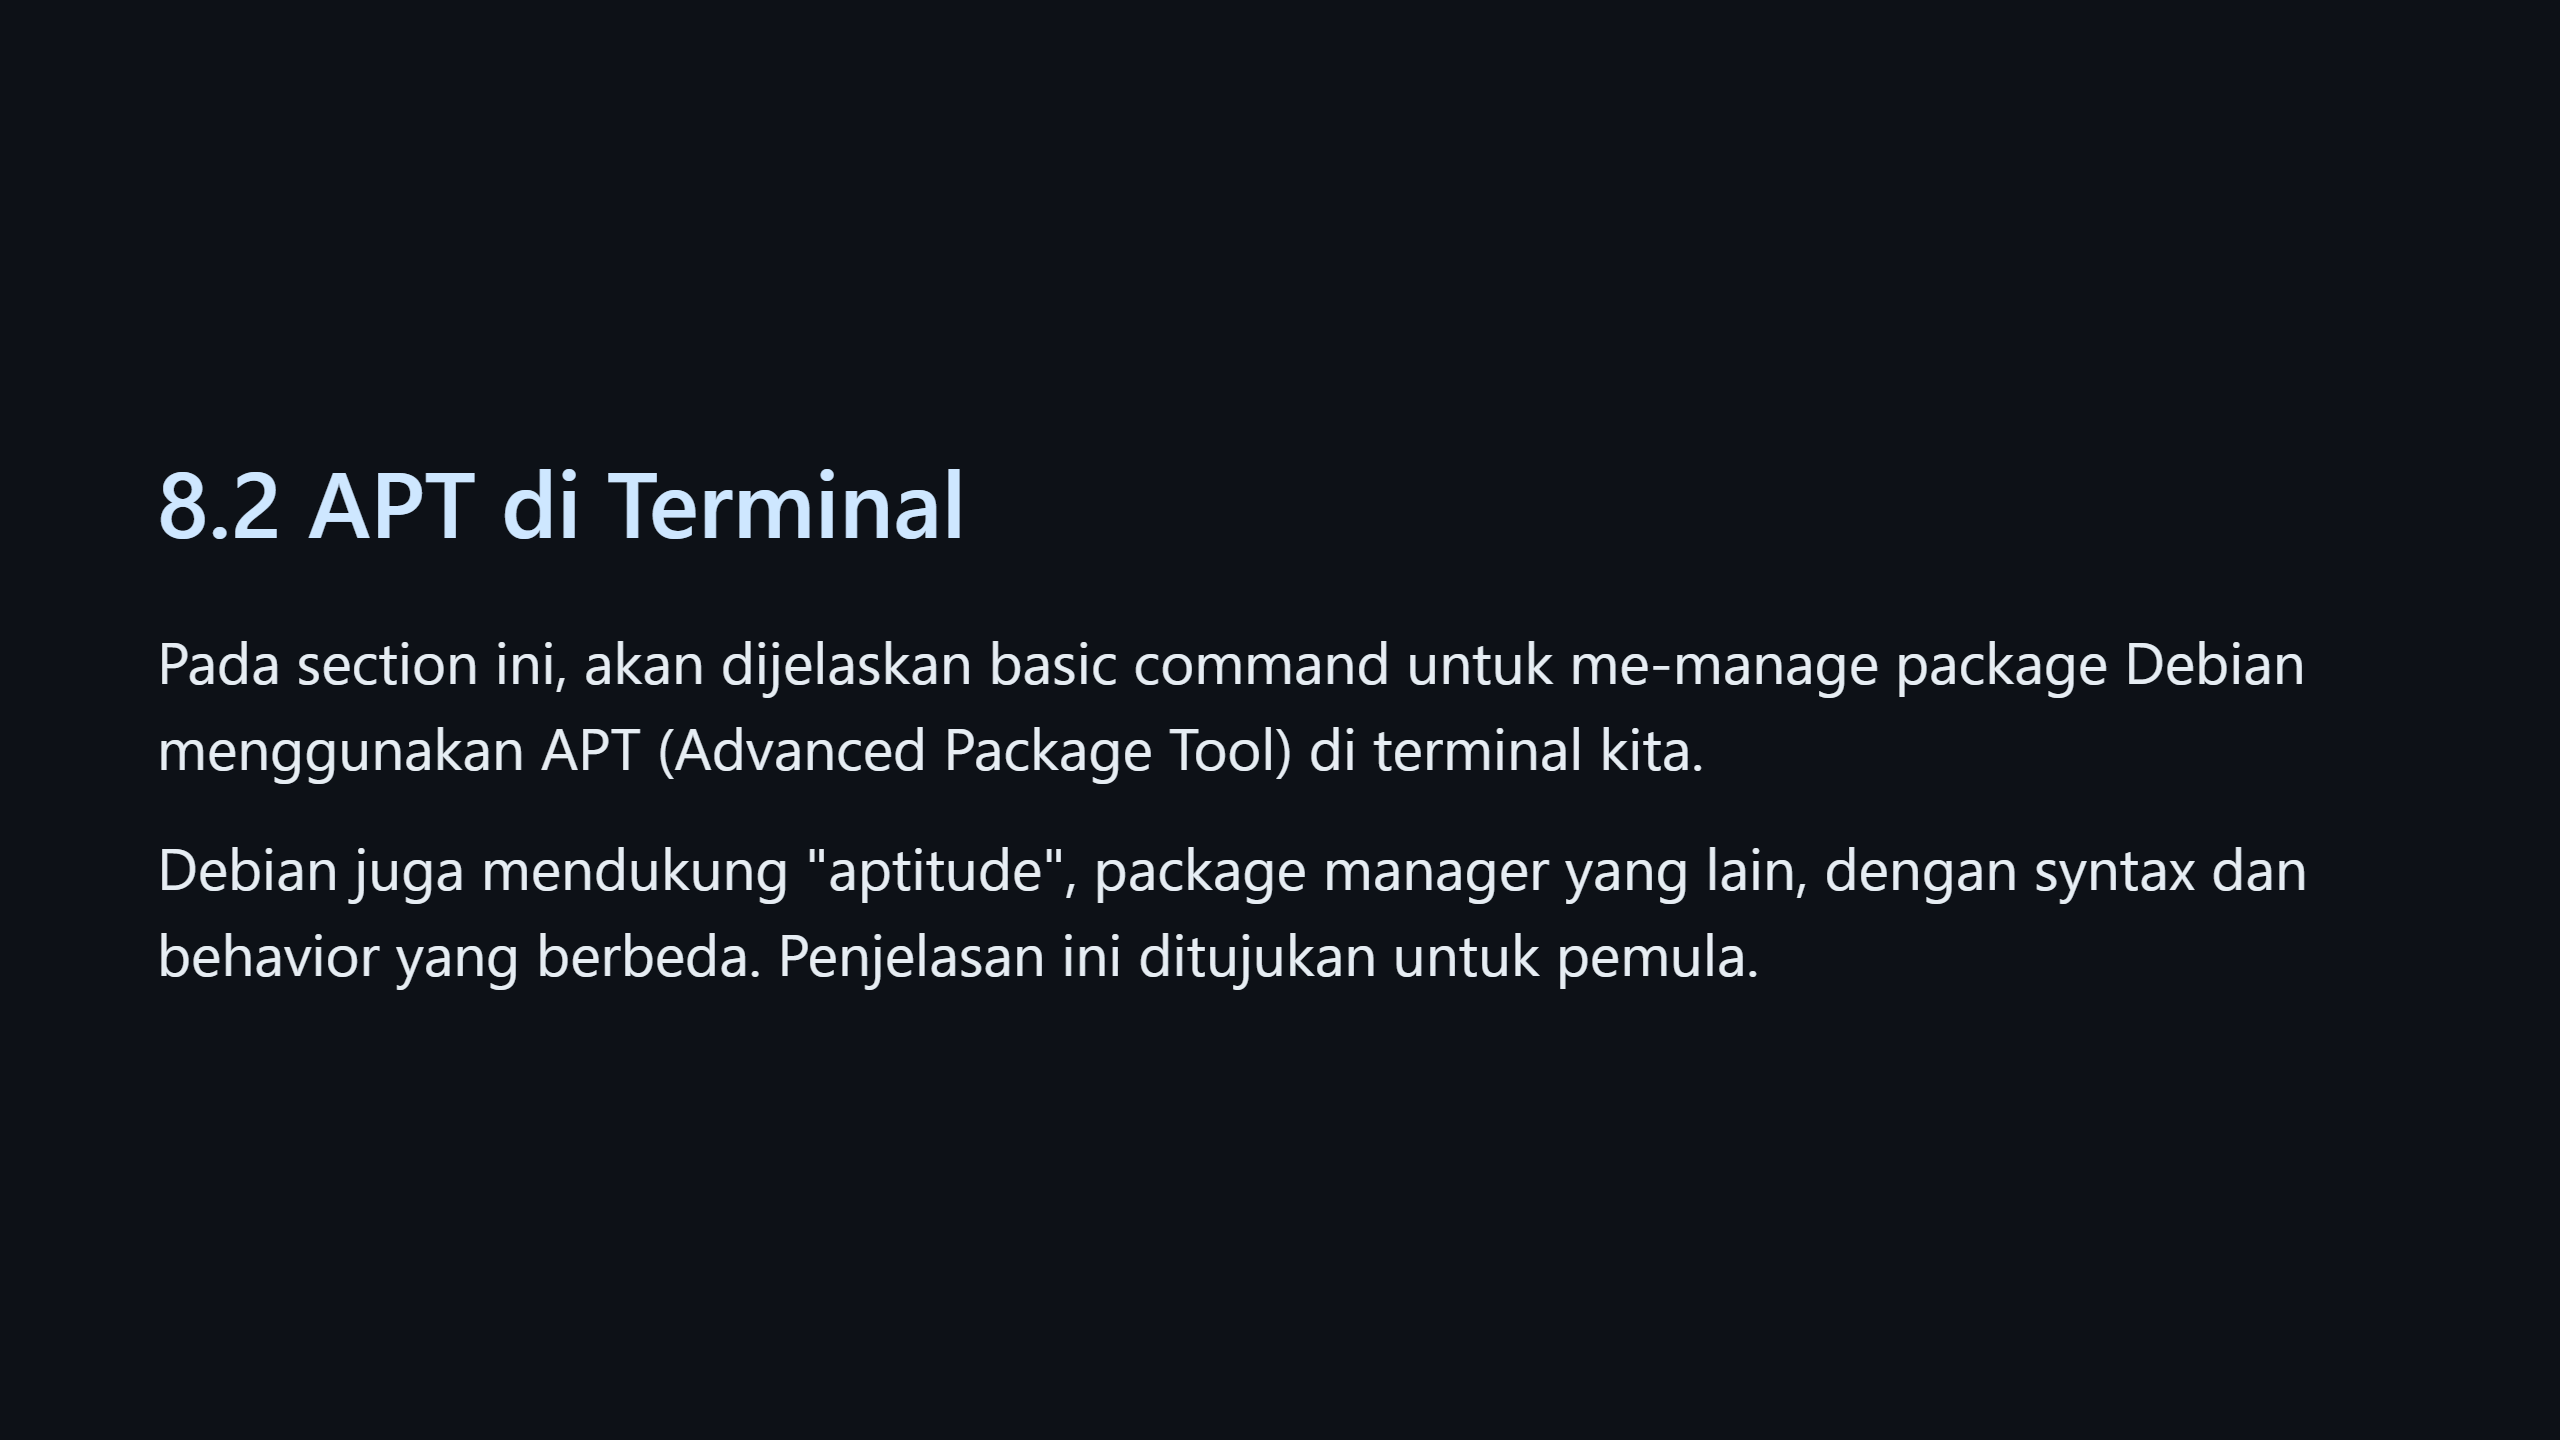 8.2 APT di Terminal
Pada section ini, akan dijelaskan basic command untuk me-manage package Debian
menggunakan APT (Advanced Package Tool) di terminal kita.
Debian juga mendukung "aptitude", package manager yang lain, dengan syntax dan
behavior yang berbeda. Penjelasan ini ditujukan untuk pemula.